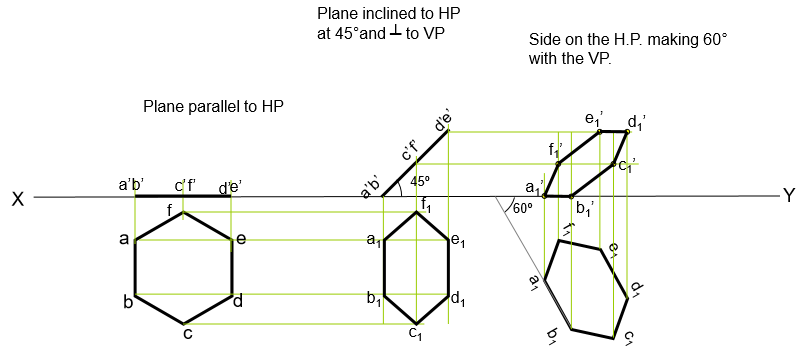 Plane inclined to HP
at 45°and ⊥ to VP
Side on the H.P. making 60°
with the VP.
Plane parallel to HP
X
Y
a'b'
c'f'
d'e'
a'b'
c'f'
d'e'
45º
a₁'
b₁'
c₁'
d₁'
e₁'
f₁'
60º
a
b
c
d
e
f
a₁
b₁
c₁
d₁
e₁
f₁
a₁
b₁
c₁
d₁
e₁
f₁